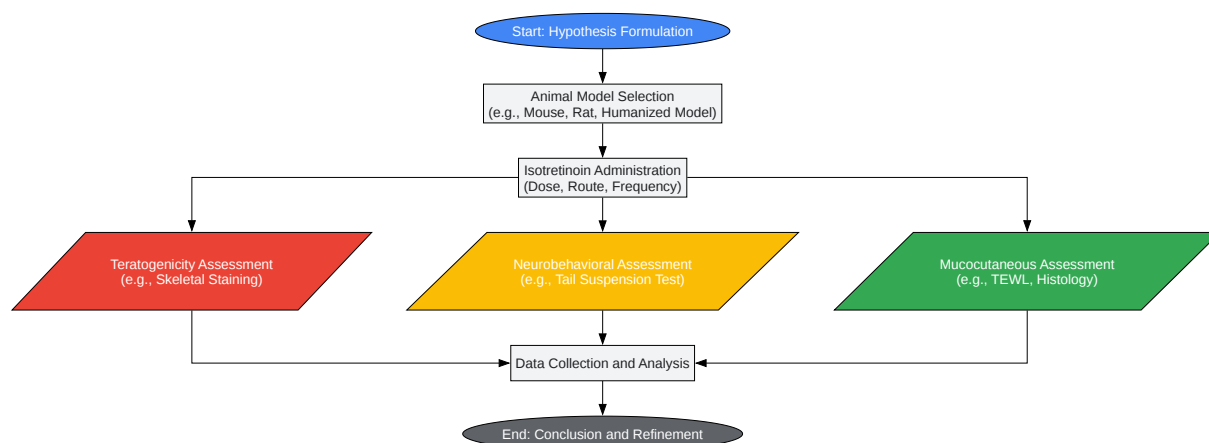 Start: Hypothesis Formulation
Animal Model Selection
(e.g., Mouse, Rat, Humanized Model)
Isotretinoin Administration
(Dose, Route, Frequency)
Teratogenicity Assessment
(e.g., Skeletal Staining)
Neurobehavioral Assessment
(e.g., Tail Suspension Test)
Mucocutaneous Assessment
(e.g., TEWL, Histology)
Data Collection and Analysis
End: Conclusion and Refinement